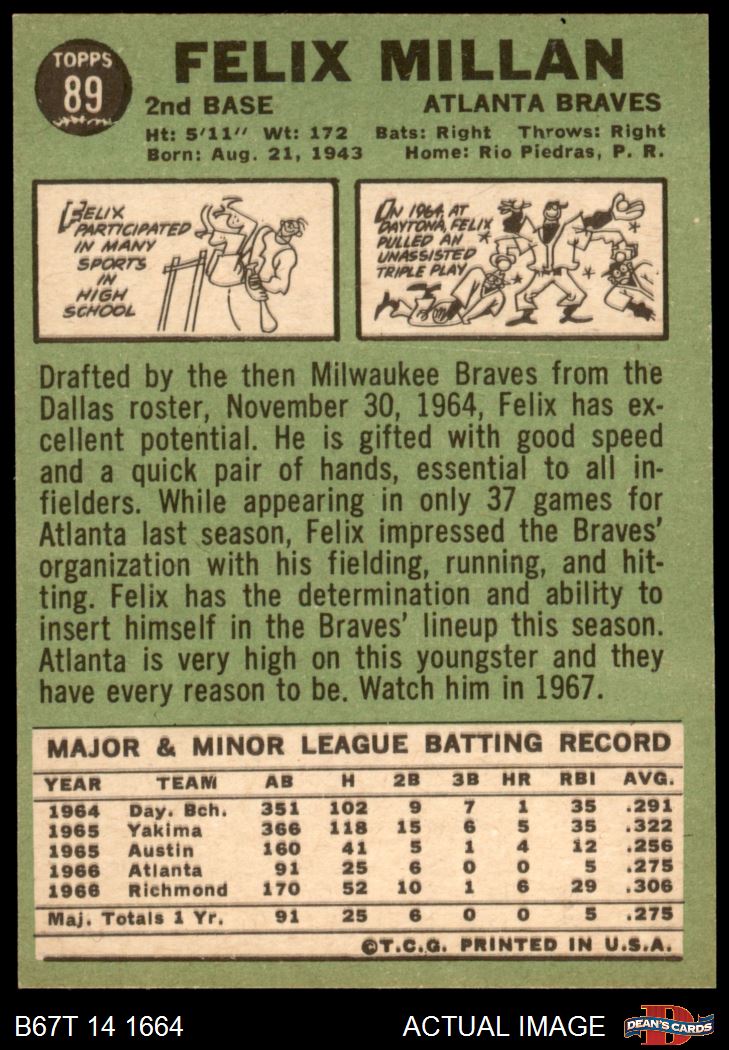 TOPPS
89
FELIX MILLAN
2nd BASE ATLANTA BRAVES
Ht: 5'11" Wt: 172 Bats: Right Throws: Right
Born: Aug. 21, 1943 Home: Rio Piedras, P. R.
FELIX
PARTICIPATED
IN MANY
SPORTS
IN
HIGH
SCHOOL
IN 1964, AT
DAYTONA, FELIX
PULLED AN
UNASSISTED
TRIPLE PLAY
Drafted by the then Milwaukee Braves from the
Dallas roster, November 30, 1964, Felix has ex-
cellent potential. He is gifted with good speed
and a quick pair of hands, essential to all in-
fielders. While appearing in only 37 games for
Atlanta last season, Felix impressed the Braves'
organization with his fielding, running, and hit-
ting. Felix has the determination and ability to
insert himself in the Braves' lineup this season.
Atlanta is very high on this youngster and they
have every reason to be. Watch him in 1967.
MAJOR & MINOR LEAGUE BATTING RECORD
YEAR TEAM AB H 2B 3B HR RBI AVG.
1964 Day. Bch. 351 102 9 7 1 35 .291
1965 Yakima 366 118 15 6 5 35 .322
1965 Austin 160 41 5 1 4 12 .256
1966 Atlanta 91 25 6 0 0 5 .275
1966 Richmond 170 52 10 1 6 29 .306
Maj. Totals 1 Yr. 91 25 6 0 0 5 .275
©T.C.G. PRINTED IN U.S.A.
B67T 14 1664 ACTUAL IMAGE
D
DEAN'S CARDS